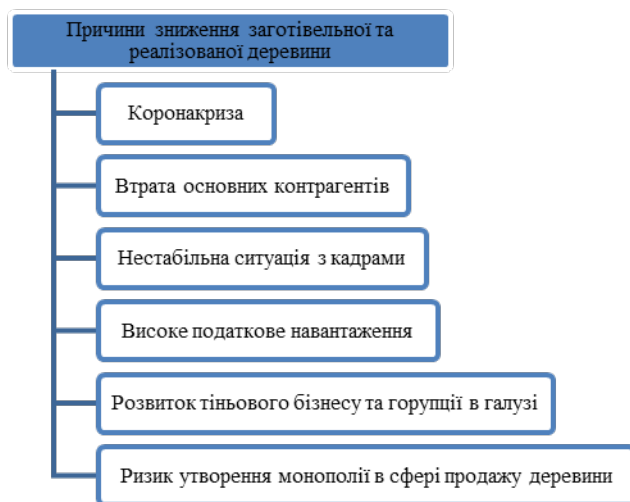 Причини зниження заготівельної та
реалізованої деревини
Коронакриза
Втрата основних контрагентів
Нестабільна ситуація з кадрами
Високе податкове навантаження
Розвиток тіньового бізнесу та горупції в галузі
Ризик утворення монополії в сфері продажу деревини